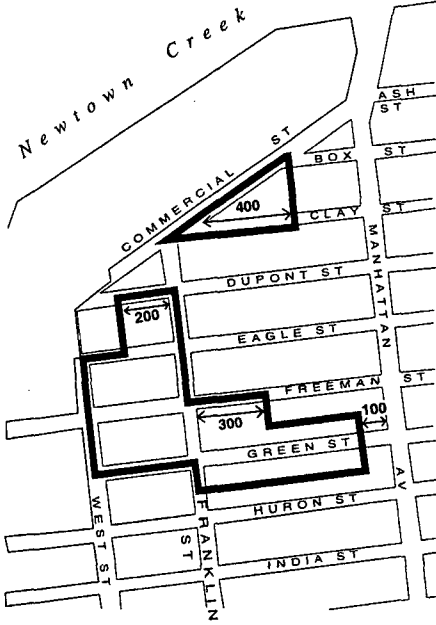 Newtown Creek
ASH ST
COMMERCIAL ST
BOX ST
400
CLAY ST
MANHATTAN AV
DUPONT ST
200
EAGLE ST
FREEMAN ST
300
100
GREEN ST
WEST ST
FRANKLIN ST
HURON ST
INDIA ST